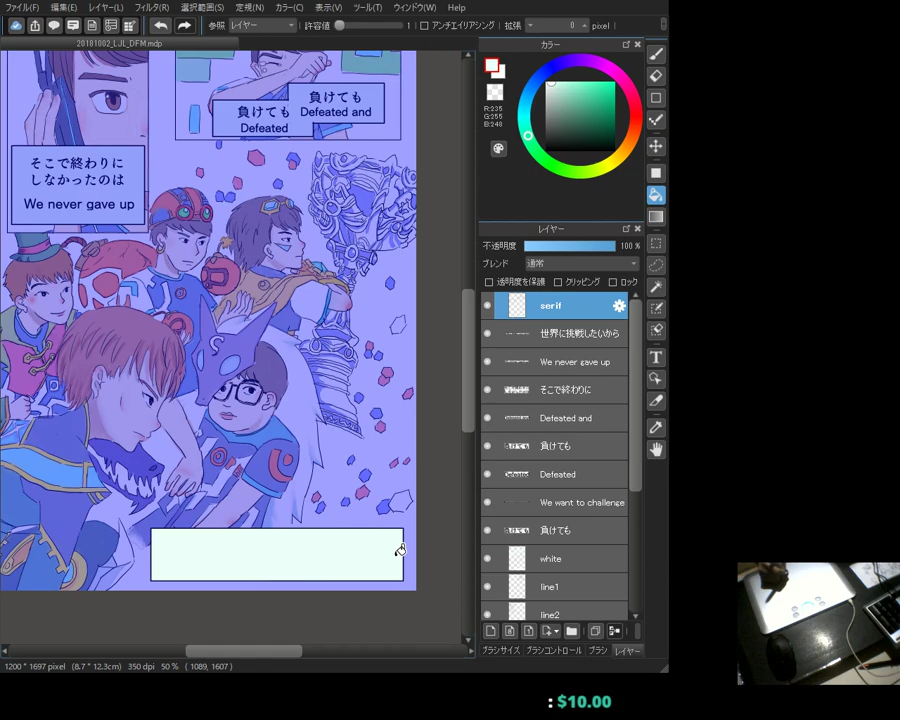 ファイル(F) 編集(E) レイヤー(L) フィルタ(R) 選択範囲(S) 定規(N) カラー(C) 表示(V) ツール(T) ウィンドウ(W) Help
参照 レイヤー 許容値 1 アンチエイリアシング 拡張 0 pixel
20181002_LJL_DFM.mdp
負けても
Defeated
負けても
Defeated and
そこで終わりに
しなかったのは
We never gave up
カラー
R:235
G:255
B:248
レイヤー
不透明度 100 %
ブレンド 通常
透明度を保護 クリッピング ロック
serif
世界に挑戦したいから
We never gave up
そこで終わりに
Defeated and
負けても
Defeated
We want to challenge
負けても
white
line1
line2
ブラシサイズ ブラシコントロール ブラシ レイヤー
1200 * 1697 pixel (8.7 * 12.3cm) 350 dpi 50 % ( 1089, 1607 )
: $10.00